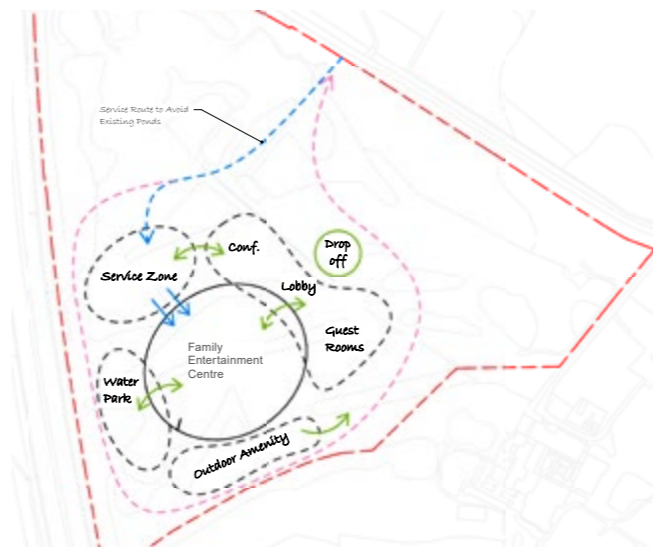 Service Route to Avoid
Existing Ponds
Conf.
Drop
off
Service Zone
Lobby
Guest
Rooms
Family
Entertainment
Centre
Water
Park
Outdoor Amenity